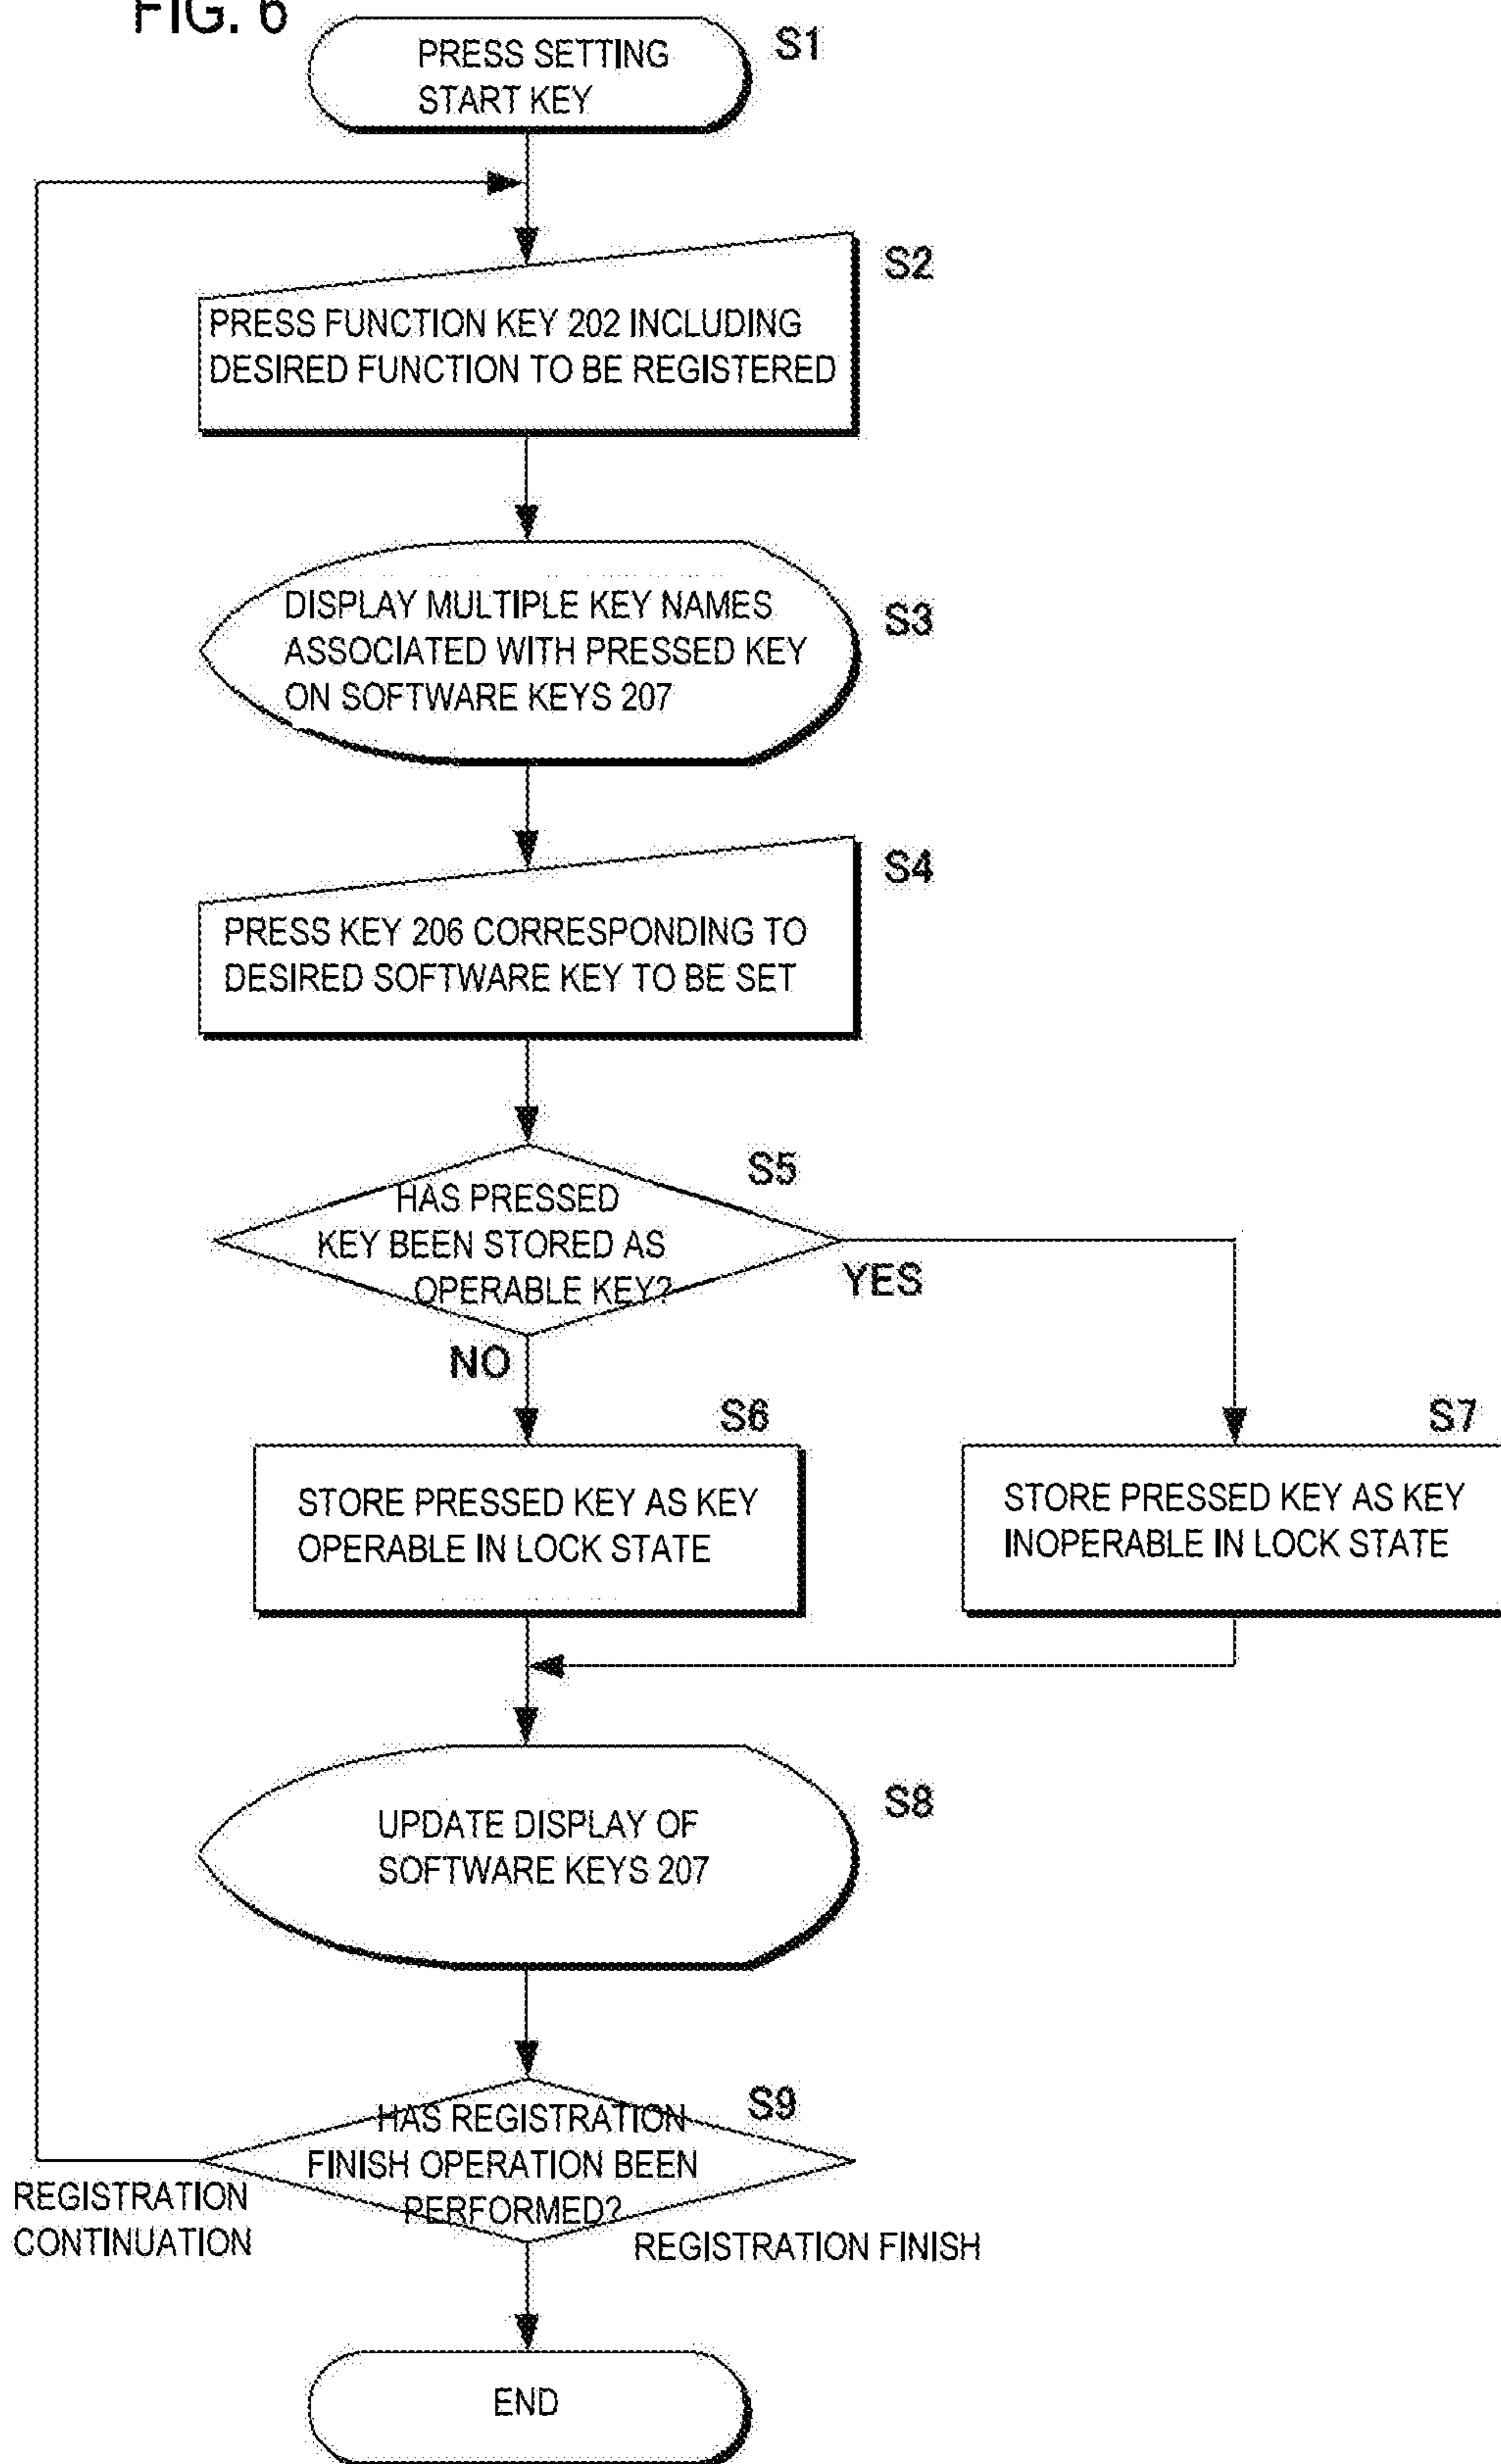 FIG. 6
PRESS SETTING
START KEY
S1
S2
PRESS FUNCTION KEY 202 INCLUDING
DESIRED FUNCTION TO BE REGISTERED
DISPLAY MULTIPLE KEY NAMES
ASSOCIATED WITH PRESSED KEY
ON SOFTWARE KEYS 207
S3
S4
PRESS KEY 206 CORRESPONDING TO
DESIRED SOFTWARE KEY TO BE SET
S5
HAS PRESSED
KEY BEEN STORED AS
OPERABLE KEY?
YES
NO
S6
STORE PRESSED KEY AS KEY
OPERABLE IN LOCK STATE
S7
STORE PRESSED KEY AS KEY
INOPERABLE IN LOCK STATE
S8
UPDATE DISPLAY OF
SOFTWARE KEYS 207
S9
HAS REGISTRATION
FINISH OPERATION BEEN
PERFORMED?
REGISTRATION
CONTINUATION
REGISTRATION FINISH
END